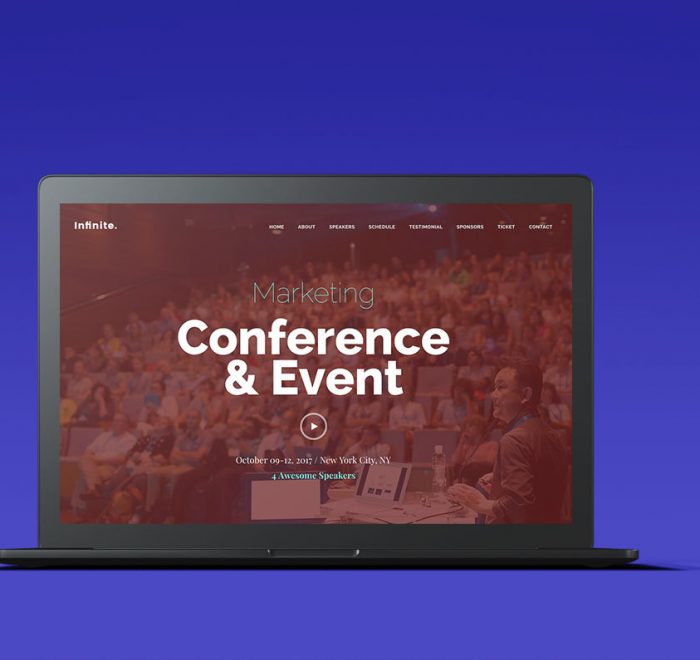 Infinite.
HOME ABOUT SPEAKERS SCHEDULE TESTIMONIAL SPONSORS TICKET CONTACT
Marketing
Conference
& Event
October 09-12, 2017 / New York City, NY
4 Awesome Speakers